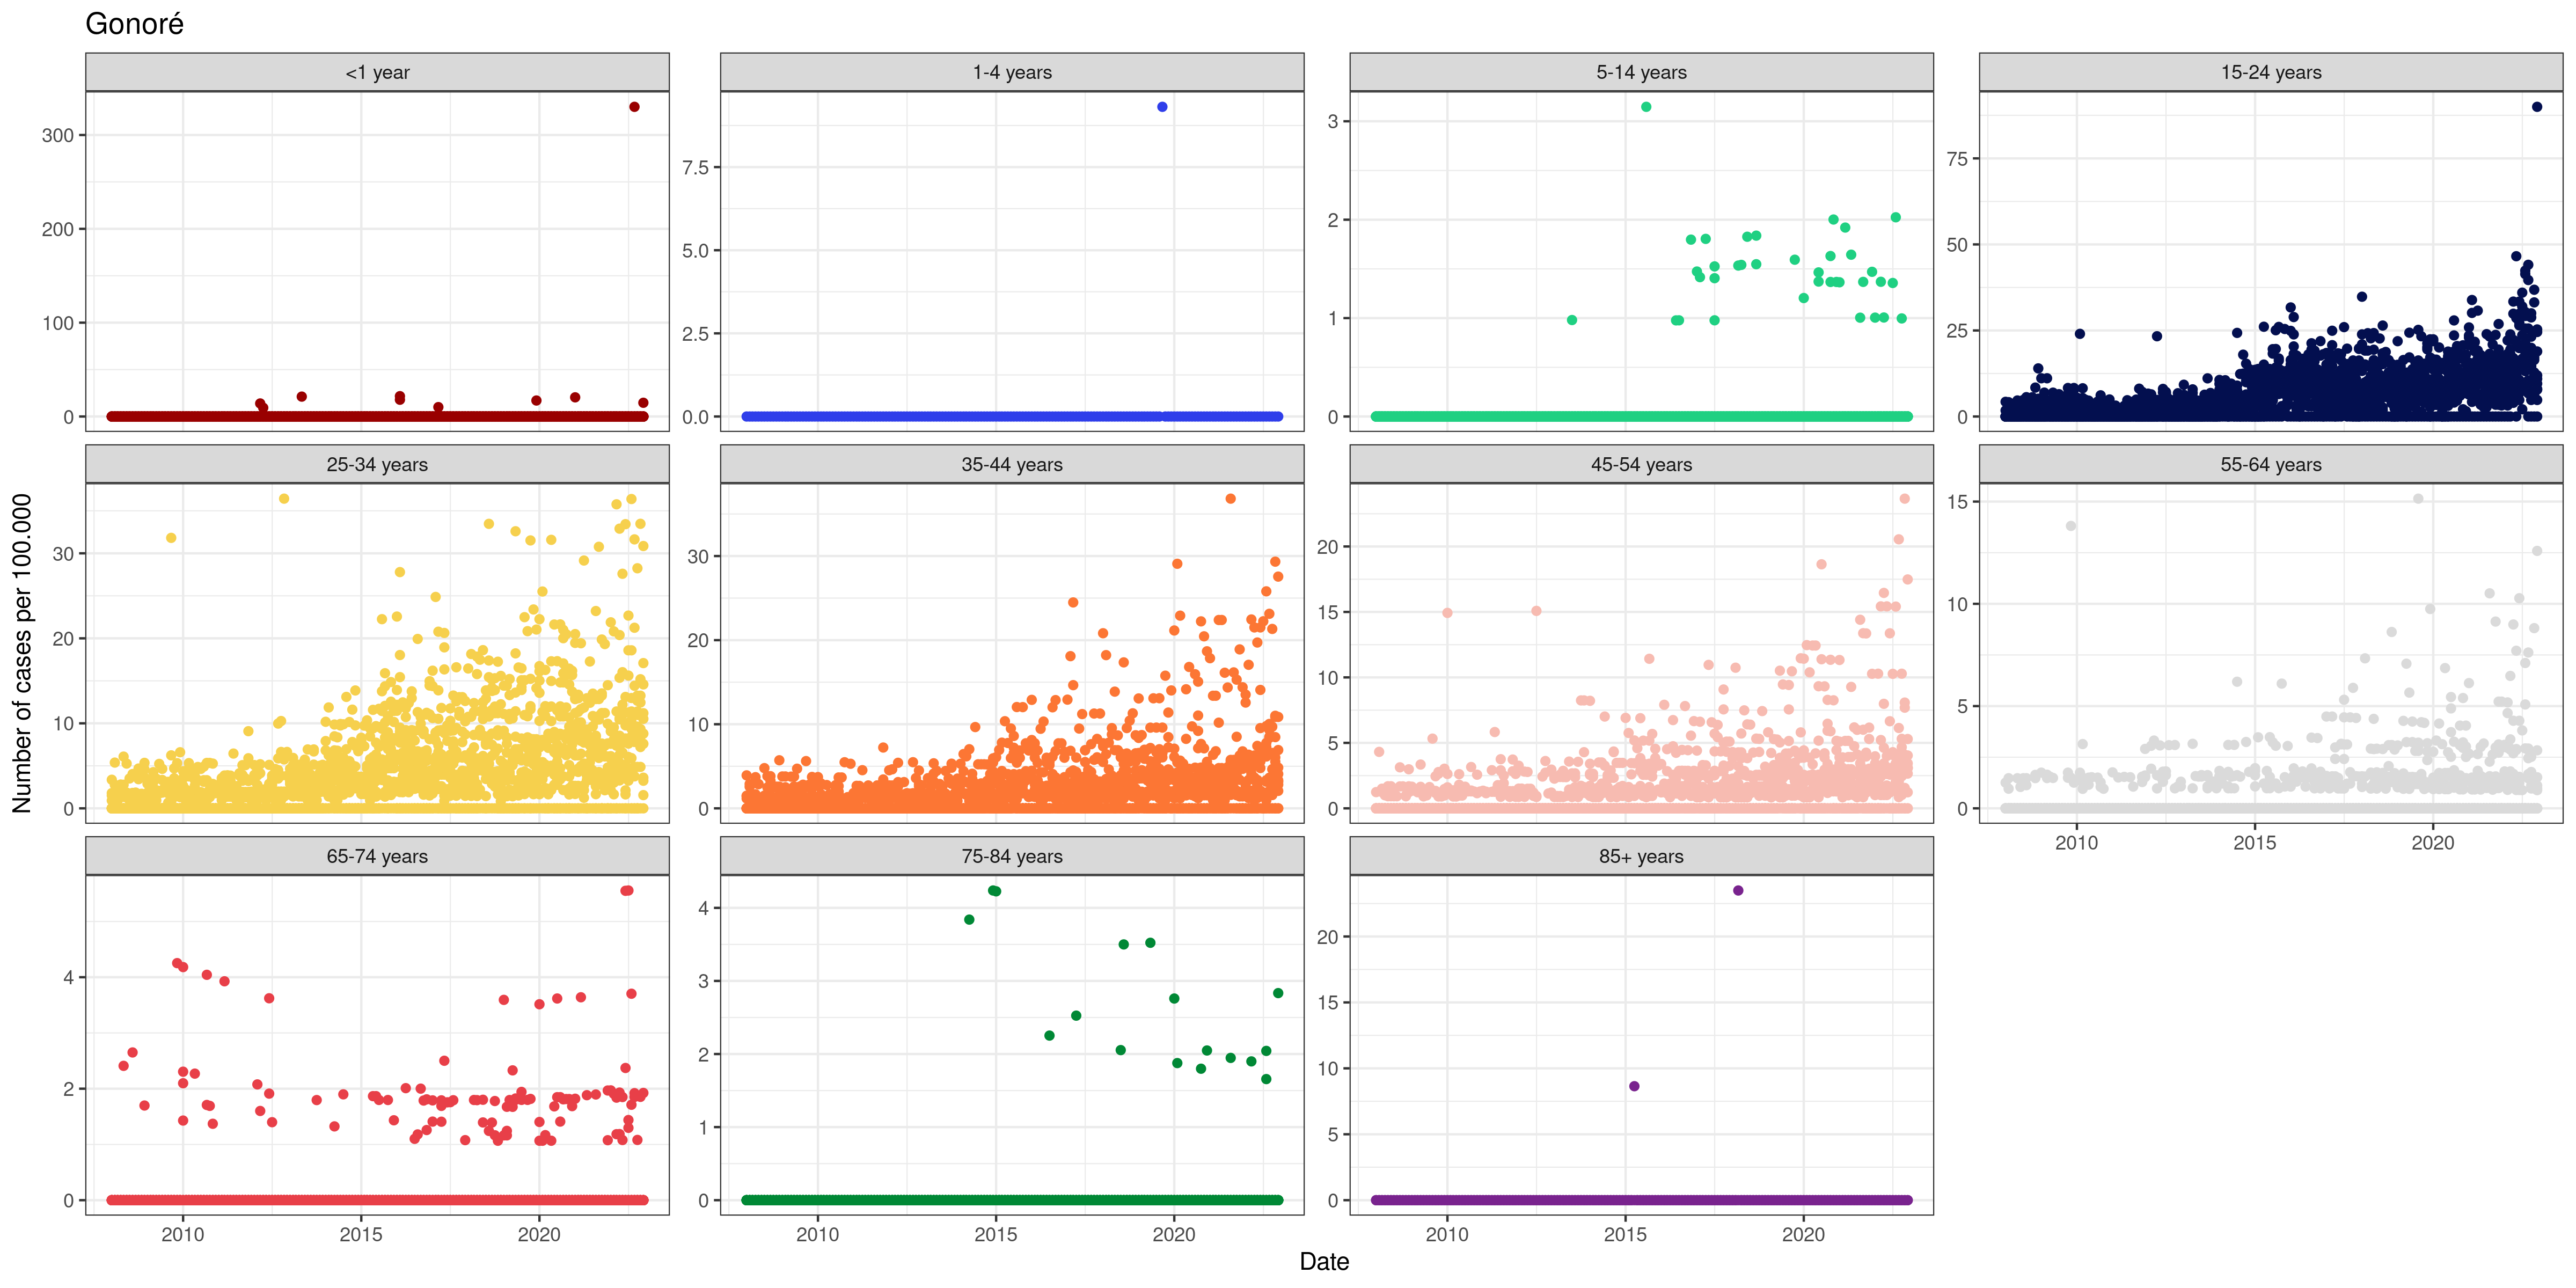 Gonoré
<1 year
1-4 years
5-14 years
15-24 years
300
200
100
0
7.5
5.0
2.5
0.0
3
2
1
0
75
50
25
0
25-34 years
35-44 years
45-54 years
55-64 years
30
20
10
0
30
20
10
0
20
15
10
5
0
15
10
5
0
2010 2015 2020
65-74 years
75-84 years
85+ years
4
2
0
4
3
2
1
0
20
15
10
5
0
2010 2015 2020
2010 2015 2020
2010 2015 2020
Date
Number of cases per 100.000